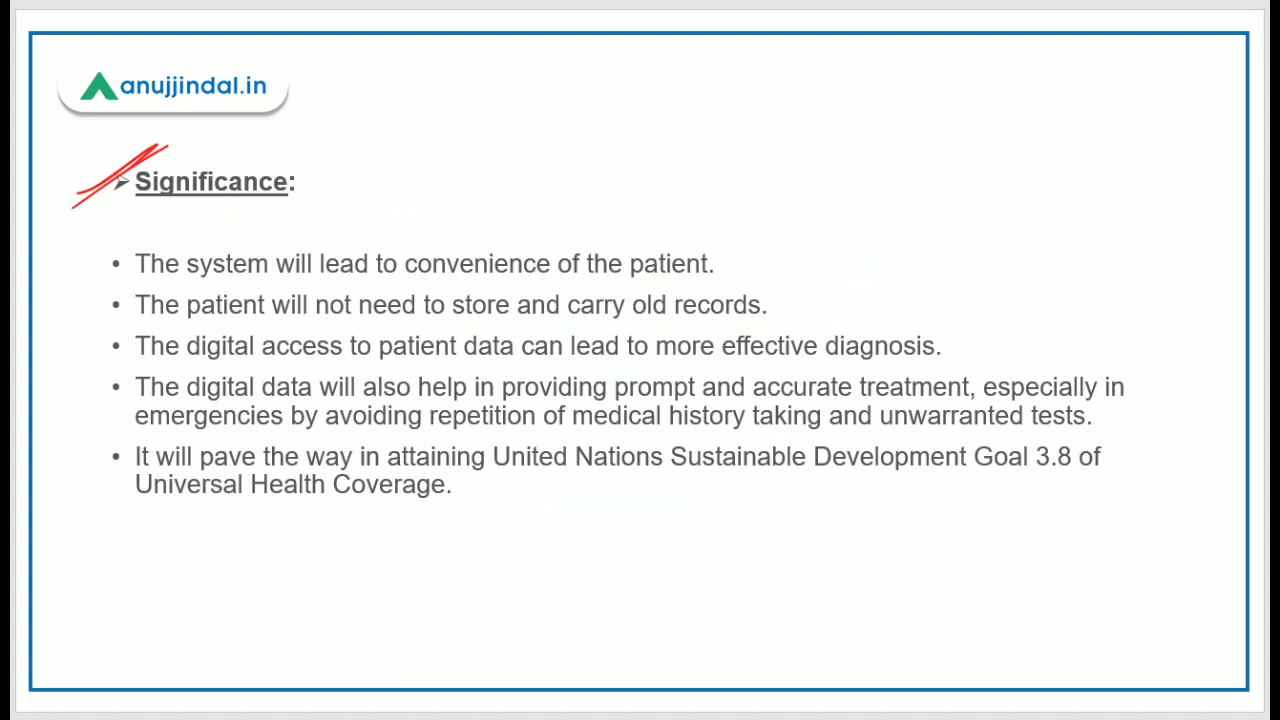 anujjindal.in
➢ Significance:
• The system will lead to convenience of the patient.
• The patient will not need to store and carry old records.
• The digital access to patient data can lead to more effective diagnosis.
• The digital data will also help in providing prompt and accurate treatment, especially in
emergencies by avoiding repetition of medical history taking and unwarranted tests.
• It will pave the way in attaining United Nations Sustainable Development Goal 3.8 of
Universal Health Coverage.